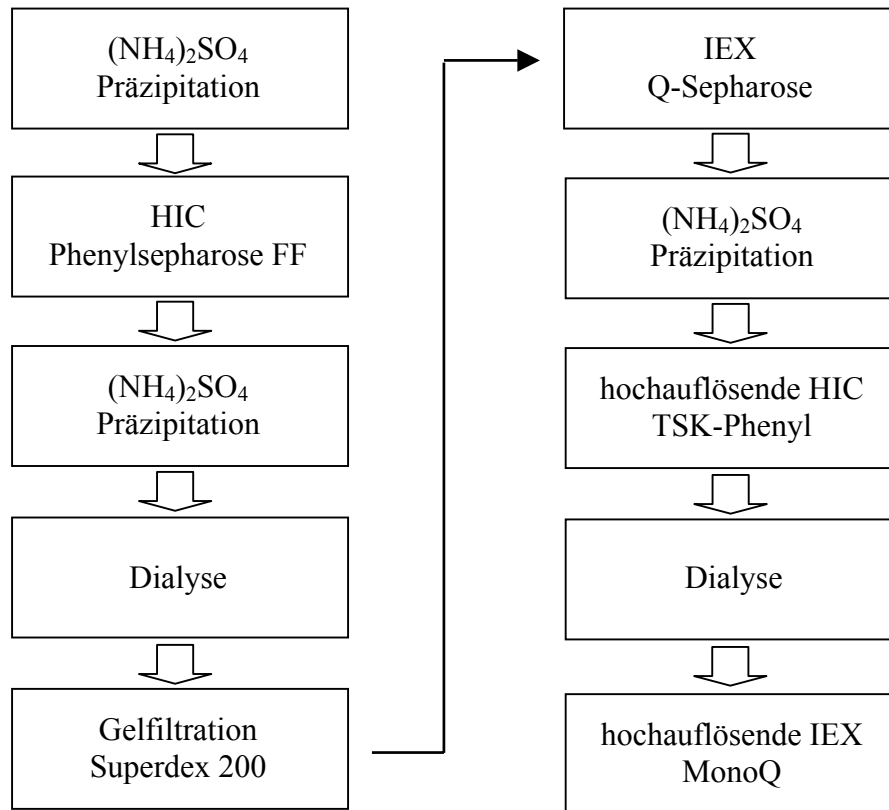 (NH₄)₂SO₄
Präzipitation
HIC
Phenylsepharose FF
(NH₄)₂SO₄
Präzipitation
Dialyse
Gelfiltration
Superdex 200
IEX
Q-Sepharose
(NH₄)₂SO₄
Präzipitation
hochauflösende HIC
TSK-Phenyl
Dialyse
hochauflösende IEX
MonoQ